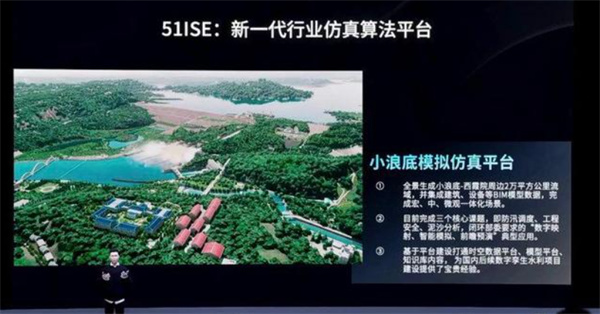 51ISE：新一代行业仿真算法平台
小浪底模拟仿真平台
① 全景生成小浪底-西霞院周边2万平方公里流
域，并集成建筑、设备等BIM模型数据，完
成宏、中、微观一体化场景。
② 目前完成三个核心课题，即防汛调度、工程
安全、泥沙分析，闭环部委要求的“数字映
射、智能模拟、前瞻预演”典型应用。
③ 基于平台建设打通时空数据平台、模型平台、
知识库内容，为国内后续数字孪生水利项目
建设提供了宝贵经验。